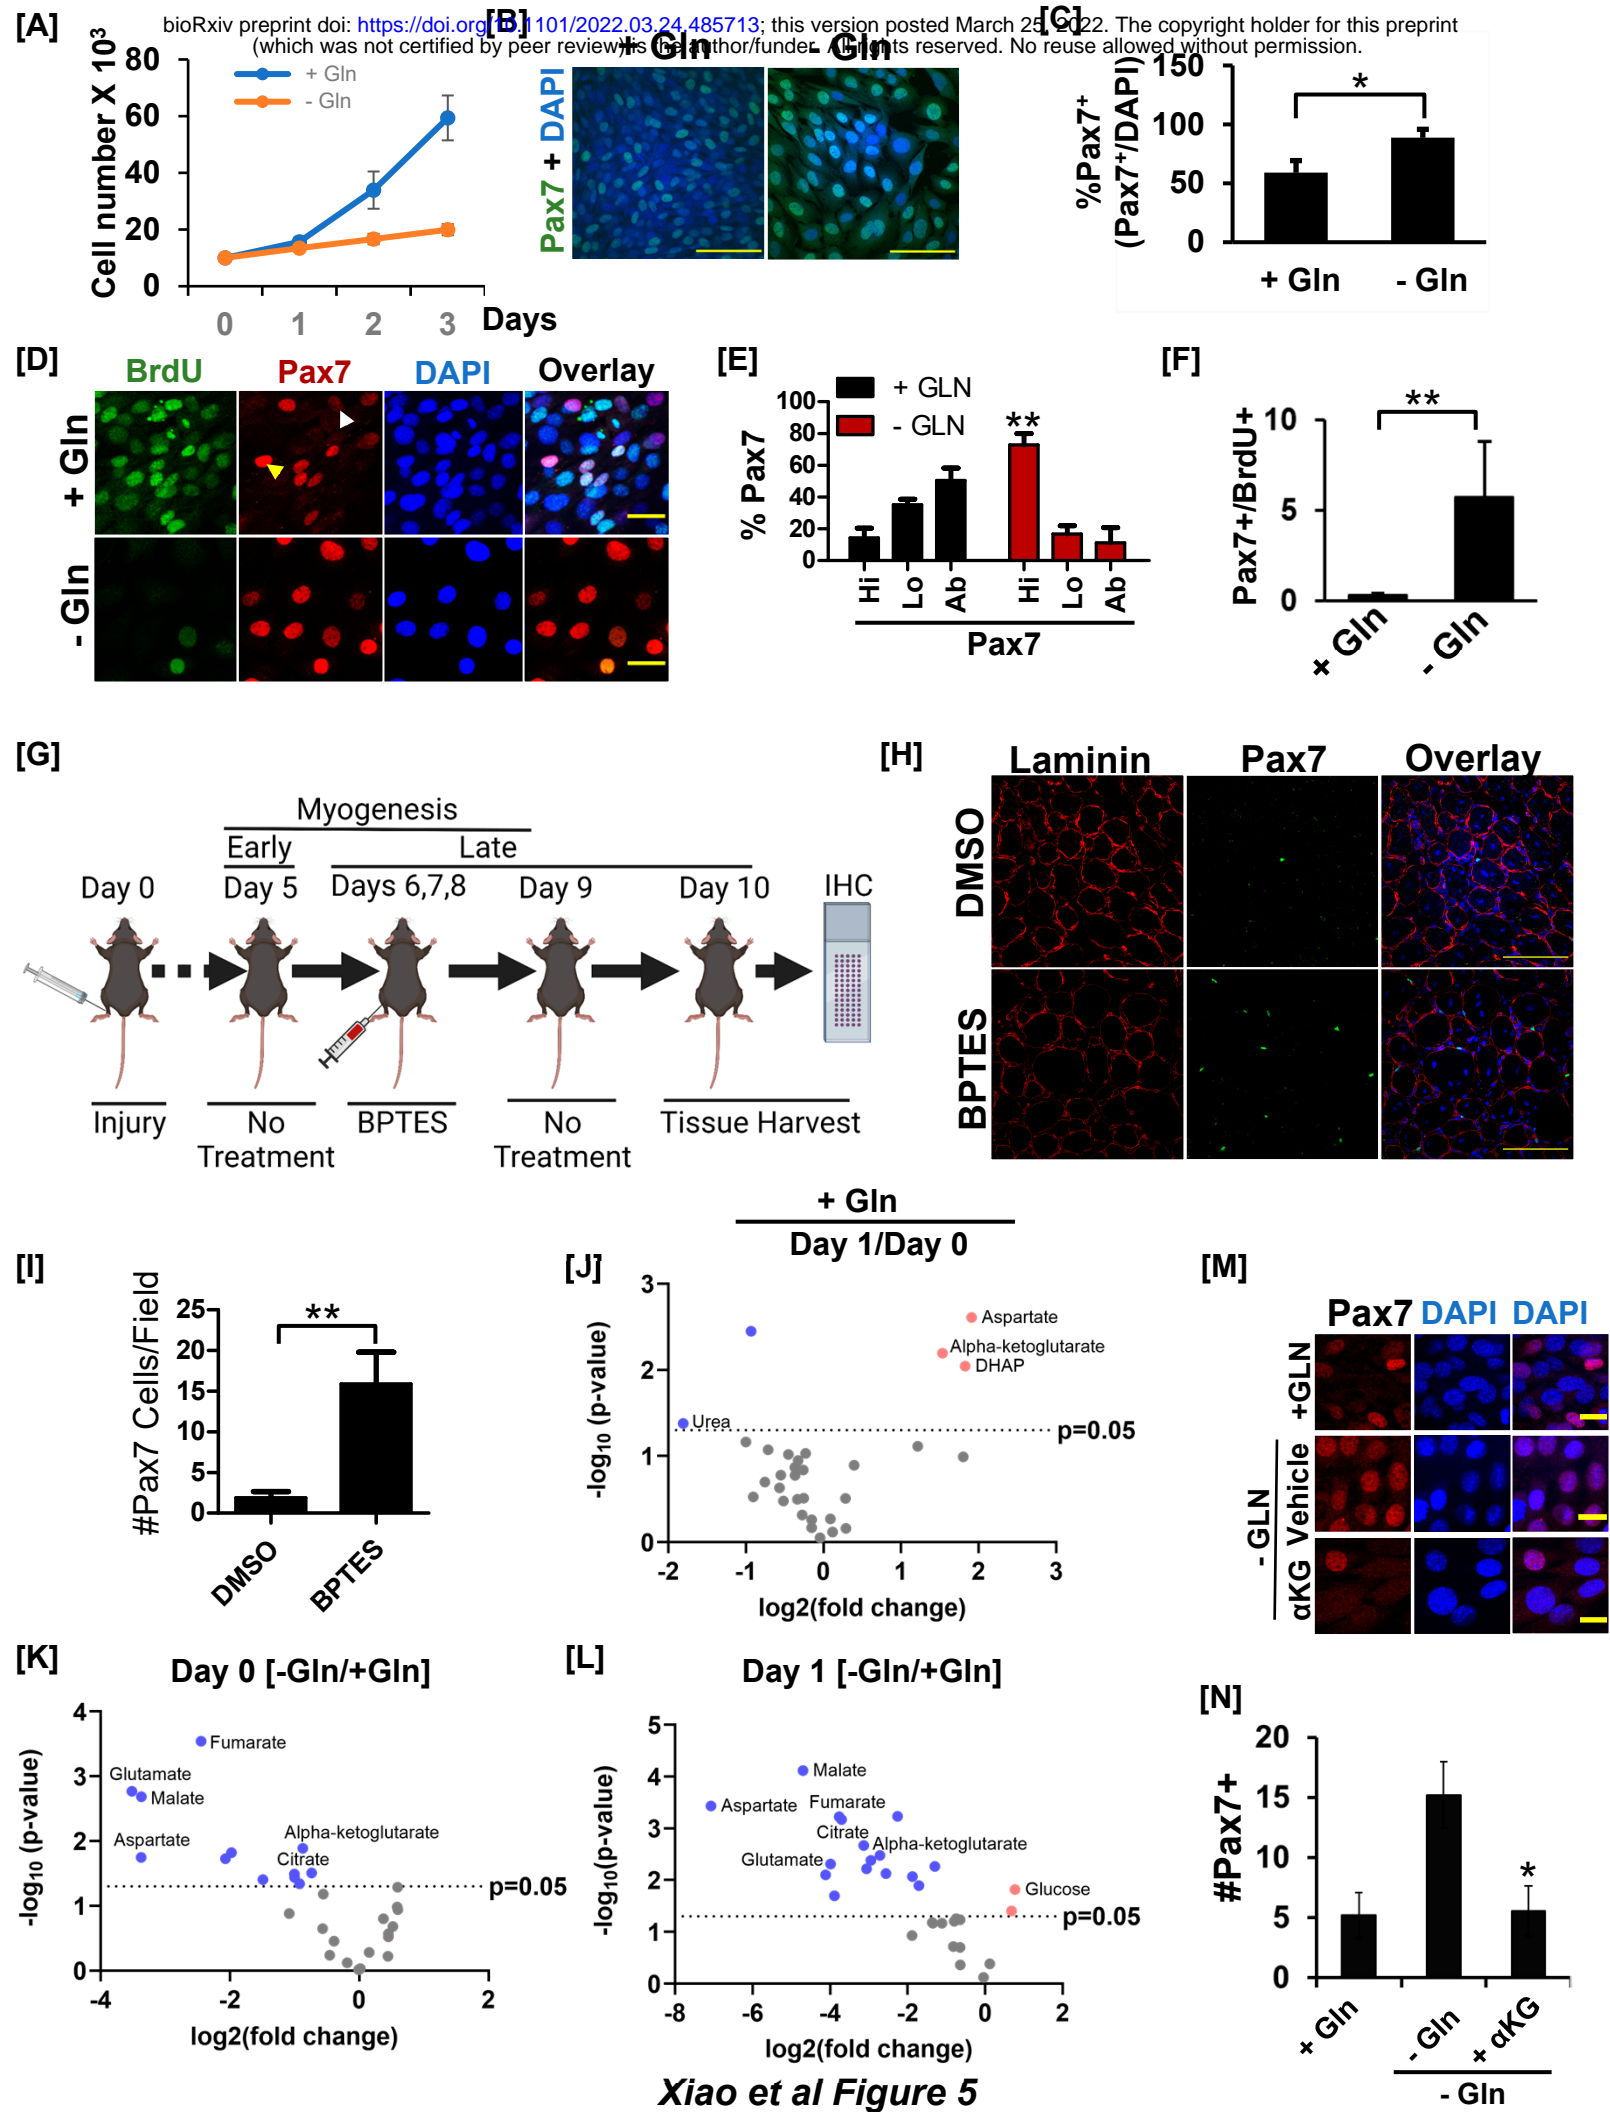 bioRxiv preprint doi: https://doi.org/10.1101/2022.03.24.485713; this version posted March 25, 2022. The copyright holder for this preprint
(which was not certified by peer review) is the author/funder. All rights reserved. No reuse allowed without permission.
[A]
Cell number X 10³
80
60
40
20
0
+ Gln
- Gln
0 1 2 3 Days
[B]
+ Gln - Gln
Pax7 + DAPI
[C]
%Pax7⁺
(Pax7⁺/DAPI)
150
100
50
0
*
+ Gln - Gln
[D]
BrdU Pax7 DAPI Overlay
+ Gln
- Gln
[E]
% Pax7
100
80
60
40
20
0
+ GLN
- GLN
**
Hi Lo Ab Hi Lo Ab
Pax7
[F]
Pax7+/BrdU+
10
5
0
**
+ Gln - Gln
[G]
Myogenesis
Early Late
Day 0 Day 5 Days 6,7,8 Day 9 Day 10 IHC
Injury No BPTES No Tissue Harvest
Treatment Treatment
[H]
Laminin Pax7 Overlay
DMSO
BPTES
[I]
#Pax7 Cells/Field
25
20
15
10
5
0
**
DMSO BPTES
[J]
+ Gln
Day 1/Day 0
-log₁₀ (p-value)
3
2
1
0
Aspartate
Alpha-ketoglutarate
DHAP
Urea
p=0.05
-2 -1 0 1 2 3
log2(fold change)
[M]
Pax7 DAPI DAPI
+GLN
- GLN
Vehicle
αKG
[K]
Day 0 [-Gln/+Gln]
-log₁₀ (p-value)
4
3
2
1
0
Fumarate
Glutamate
Malate
Aspartate
Alpha-ketoglutarate
Citrate
p=0.05
-4 -2 0 2
log2(fold change)
[L]
Day 1 [-Gln/+Gln]
-log₁₀(p-value)
5
4
3
2
1
0
Malate
Aspartate
Fumarate
Citrate
Alpha-ketoglutarate
Glutamate
Glucose
p=0.05
-8 -6 -4 -2 0 2
log2(fold change)
[N]
#Pax7+
20
15
10
5
0
*
+ Gln - Gln + αKG
- Gln
Xiao et al Figure 5